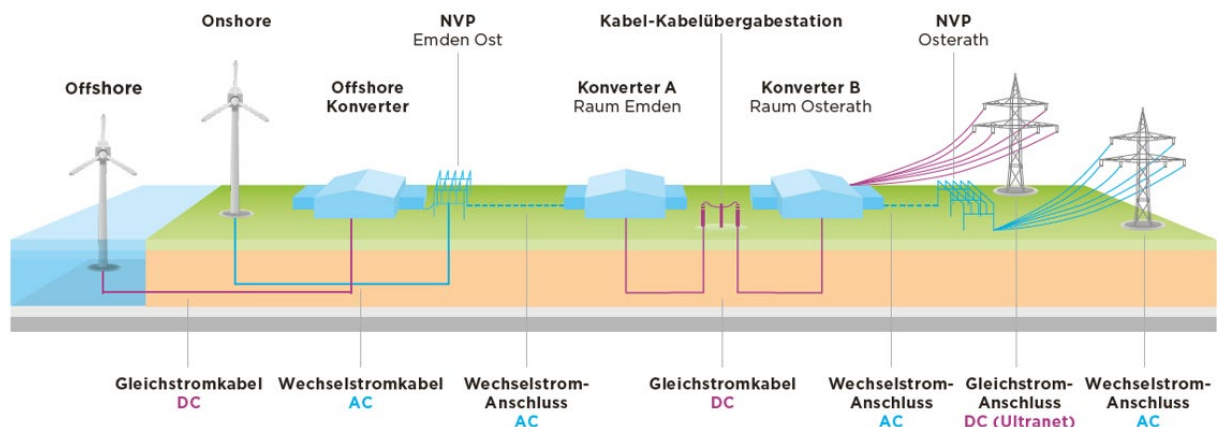 Offshore
Onshore
Offshore
Konverter
NVP
Emden Ost
Konverter A
Raum Emden
Kabel-Kabelübergabestation
Konverter B
Raum Osterath
NVP
Osterath
Gleichstromkabel
DC
Wechselstromkabel
AC
Wechselstrom-
Anschluss
AC
Gleichstromkabel
DC
Wechselstrom-
Anschluss
AC
Gleichstrom-
Anschluss
DC (Ultranet)
Wechselstrom-
Anschluss
AC